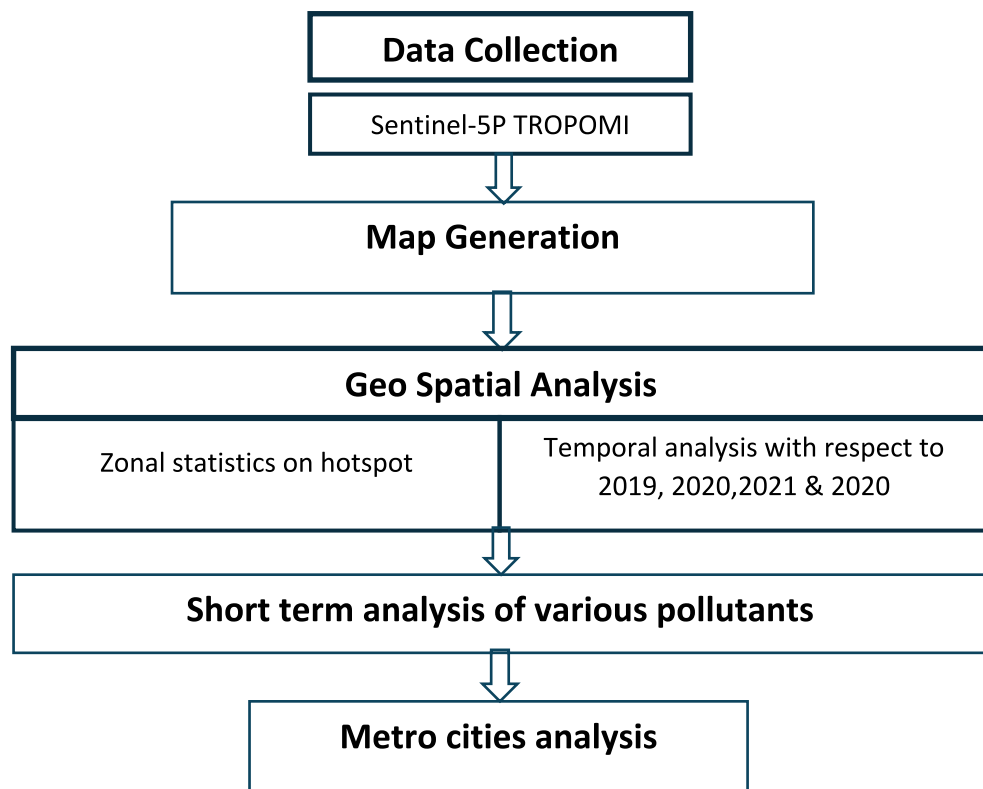 Data Collection
Sentinel-5P TROPOMI
Map Generation
Geo Spatial Analysis
Zonal statistics on hotspot
Temporal analysis with respect to
2019, 2020,2021 & 2020
Short term analysis of various pollutants
Metro cities analysis